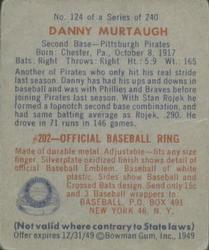 No. 124 of a Series of 240
DANNY MURTAUGH
Second Base—Pittsburgh Pirates
Born: Chester, Pa., October 8, 1917
Bats: Right Throws: Right Ht.: 5.9 Wt.: 165
Another of Pirates who only hit his real stride
last season. Danny has had his ups and downs in
baseball and was with Phillies and Braves before
joining Pirates last season. With Stan Rojek he
formed a topnotch second base combination, and
had same batting average as Rojek, .290. He
drove in 71 runs in 146 games.
#202—OFFICIAL BASEBALL RING
Made of durable metal. Adjustable—fits any size
finger. Silverplate oxidized finish shows detail of
official Baseball Emblem. Baseball of white
plastic. Sides show Baseball
and Crossed Bats design. Send only 15c
and 3 Baseball wrappers to
BASEBALL, P.O. BOX 491
NEW YORK 46, N. Y.
(Not valid where contrary to State laws)
Offer expires 12/31/49 ©Bowman Gum, Inc., 1949